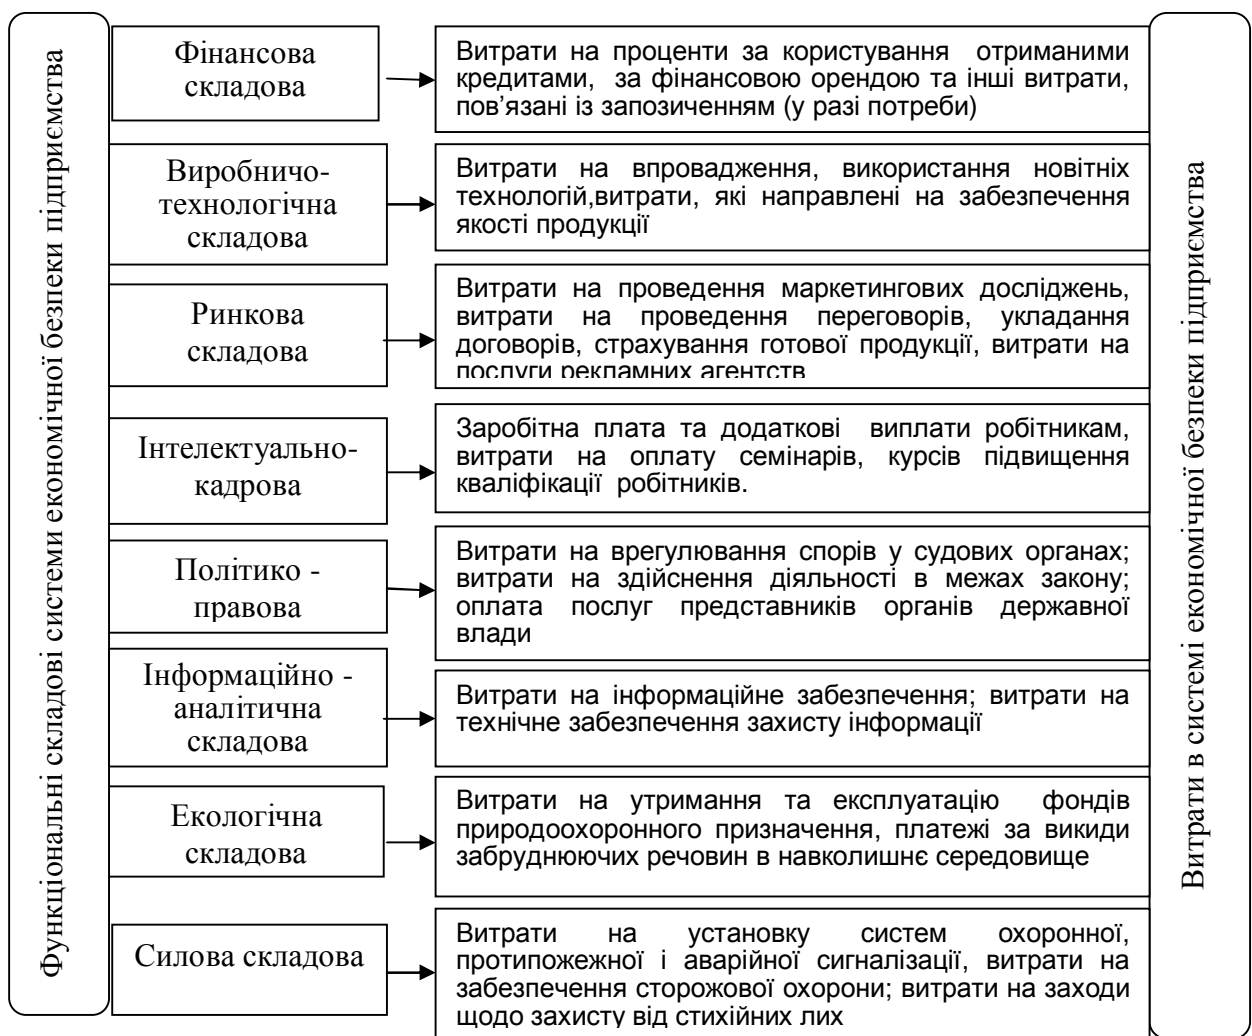 Функціональні складові системи економічної безпеки підприємства
Фінансова
складова
Витрати на проценти за користування отриманими
кредитами, за фінансовою орендою та інші витрати,
пов’язані із запозиченням (у разі потреби)
Виробничо-
технологічна
складова
Витрати на впровадження, використання новітніх
технологій,витрати, які направлені на забезпечення
якості продукції
Ринкова
складова
Витрати на проведення маркетингових досліджень,
витрати на проведення переговорів, укладання
договорів, страхування готової продукції, витрати на
послуги рекламних агентств
Інтелектуально-
кадрова
Заробітна плата та додаткові виплати робітникам,
витрати на оплату семінарів, курсів підвищення
кваліфікації робітників.
Політико -
правова
Витрати на врегулювання спорів у судових органах;
витрати на здійснення діяльності в межах закону;
оплата послуг представників органів державної
влади
Інформаційно -
аналітична
складова
Витрати на інформаційне забезпечення; витрати на
технічне забезпечення захисту інформації
Екологічна
складова
Витрати на утримання та експлуатацію фондів
природоохоронного призначення, платежі за викиди
забруднюючих речовин в навколишнє середовище
Силова складова
Витрати на установку систем охоронної,
протипожежної і аварійної сигналізації, витрати на
забезпечення сторожової охорони; витрати на заходи
щодо захисту від стихійних лих
Витрати в системі економічної безпеки підприємства